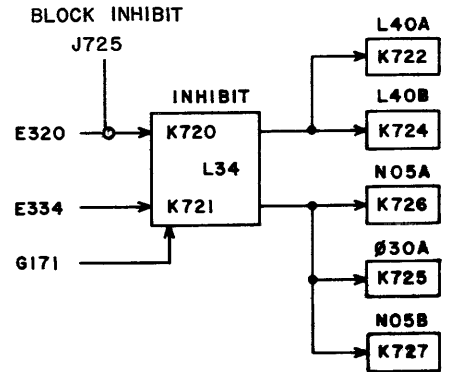 BLOCK INHIBIT
J725
L40A
K722
INHIBIT
L40B
E320
K720
K724
L34
N05A
E334
K721
K726
G171
Ø30A
K725
N05B
K727